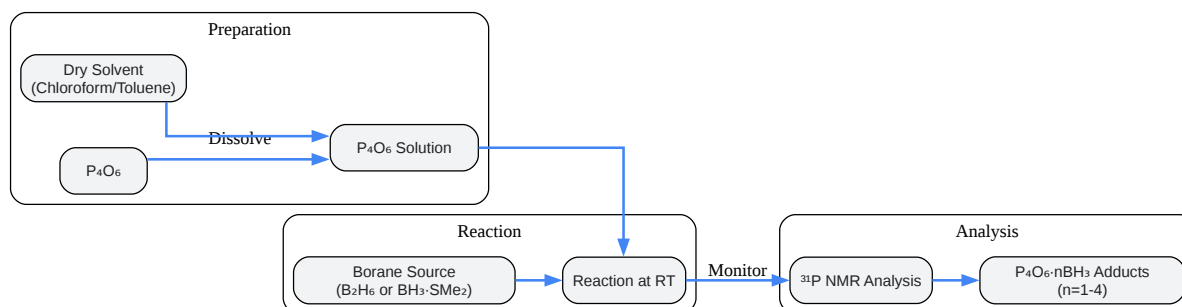 Preparation
Dry Solvent
(Chloroform/Toluene)
Dissolve
P₄O₆ Solution
P₄O₆
Reaction
Borane Source
(B₂H₆ or BH₃·SMe₂)
Reaction at RT
Monitor
Analysis
³¹P NMR Analysis
P₄O₆·nBH₃ Adducts
(n=1-4)